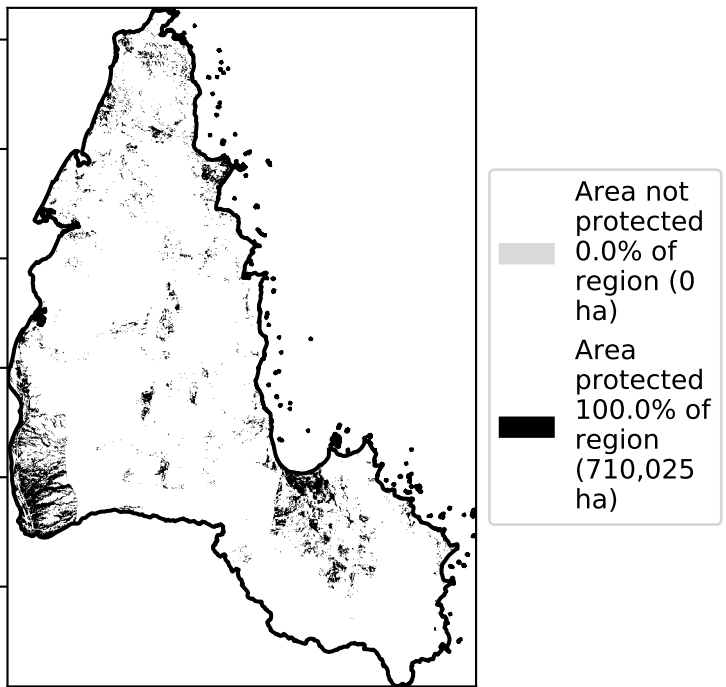 Area not
protected
0.0% of
region (0
ha)
Area
protected
100.0% of
region
(710,025
ha)